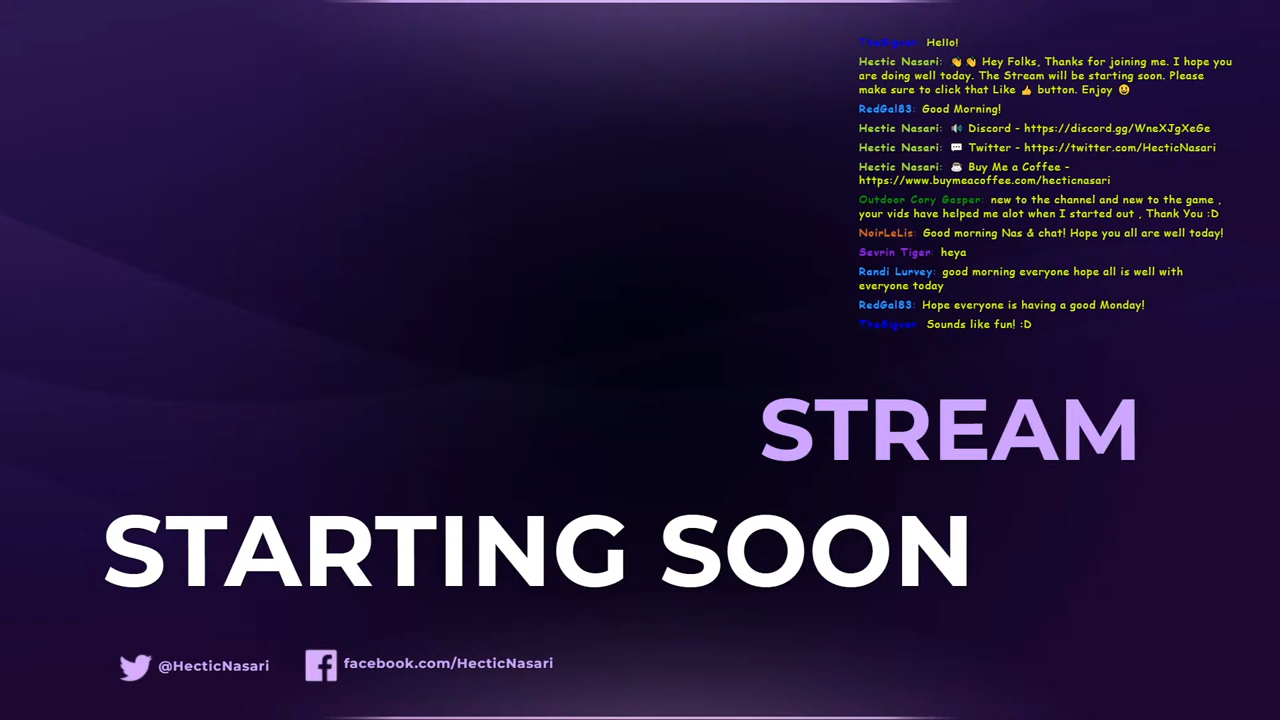 Hello!
Hectic Nasari: 👋 👋 Hey Folks, Thanks for joining me. I hope you
are doing well today. The Stream will be starting soon. Please
make sure to click that Like 👍 button. Enjoy 😃
RedGal83: Good Morning!
Hectic Nasari: 🔊 Discord - https://discord.gg/WneXJgXeGe
Hectic Nasari: 💬 Twitter - https://twitter.com/HecticNasari
Hectic Nasari: ☕ Buy Me a Coffee -
https://www.buymeacoffee.com/hecticnasari
Outdoor Cory Gasper: new to the channel and new to the game ,
your vids have helped me alot when I started out , Thank You :D
NoirLeLis: Good morning Nas & chat! Hope you all are well today!
Sevrin Tiger: heya
Randi Lurvey: good morning everyone hope all is well with
everyone today
RedGal83: Hope everyone is having a good Monday!
Sounds like fun! :D
STREAM
STARTING SOON
@HecticNasari
facebook.com/HecticNasari